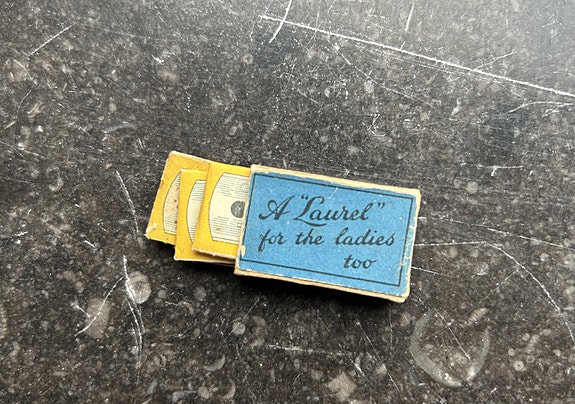 A "Laurel"
for the ladies
too